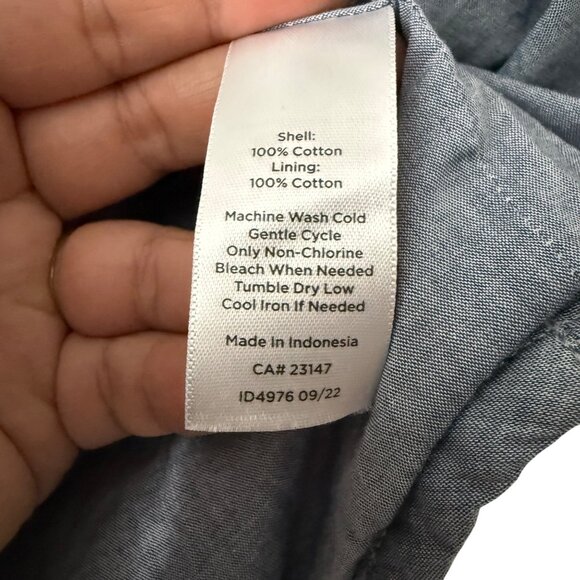 Shell:
100% Cotton
Lining:
100% Cotton
Machine Wash Cold
Gentle Cycle
Only Non-Chlorine
Bleach When Needed
Tumble Dry Low
Cool Iron If Needed
Made In Indonesia
CA# 23147
ID4976 09/22